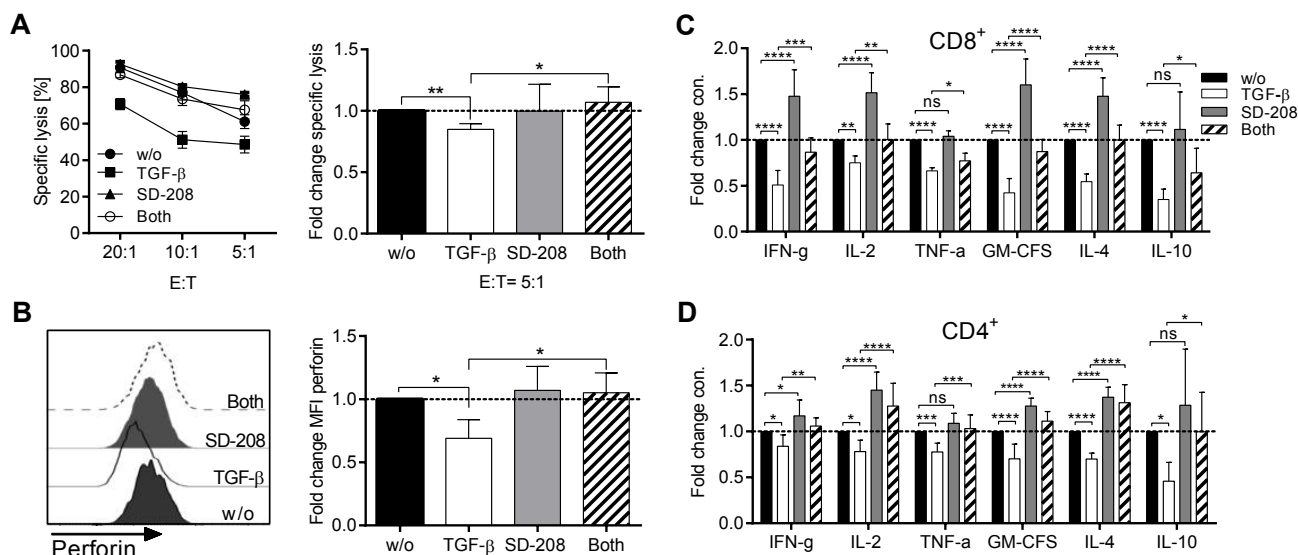 A
Specific lysis [%]
100
80
60
40
20
0
w/o
TGF-β
SD-208
Both
20:1 10:1 5:1
E:T
Fold change specific lysis
1.5
1.0
0.5
0.0
** *
w/o TGF-β SD-208 Both
E:T= 5:1
B
Both
SD-208
TGF-β
w/o
Perforin
Fold change MFI perforin
1.5
1.0
0.5
0.0
* *
w/o TGF-β SD-208 Both
C
CD8+
Fold change con.
2.0
1.5
1.0
0.5
0.0
*** ** * **** **** *
**** **** ns **** **** ns
**** ** **** **** **** ****
IFN-g IL-2 TNF-a GM-CFS IL-4 IL-10
w/o
TGF-β
SD-208
Both
D
CD4+
Fold change con.
2.0
1.5
1.0
0.5
0.0
** **** *** **** **** *
* **** ns **** **** ns
* * *** **** **** *
IFN-g IL-2 TNF-a GM-CFS IL-4 IL-10